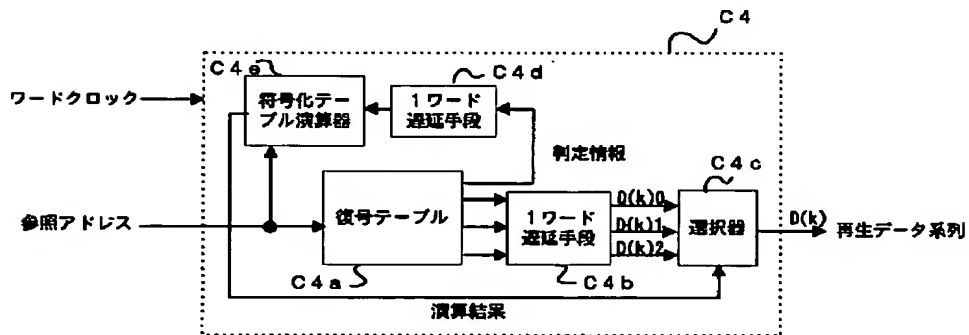 C4
C4e
C4d
ワードクロック
符号化テー
ブル演算器
1ワード
遅延手段
判定情報
C4c
参照アドレス
復号テーブル
1ワード
遅延手段
D(k)0
D(k)1
D(k)2
選択器
D(k)
再生データ系列
C4a
C4b
演算結果